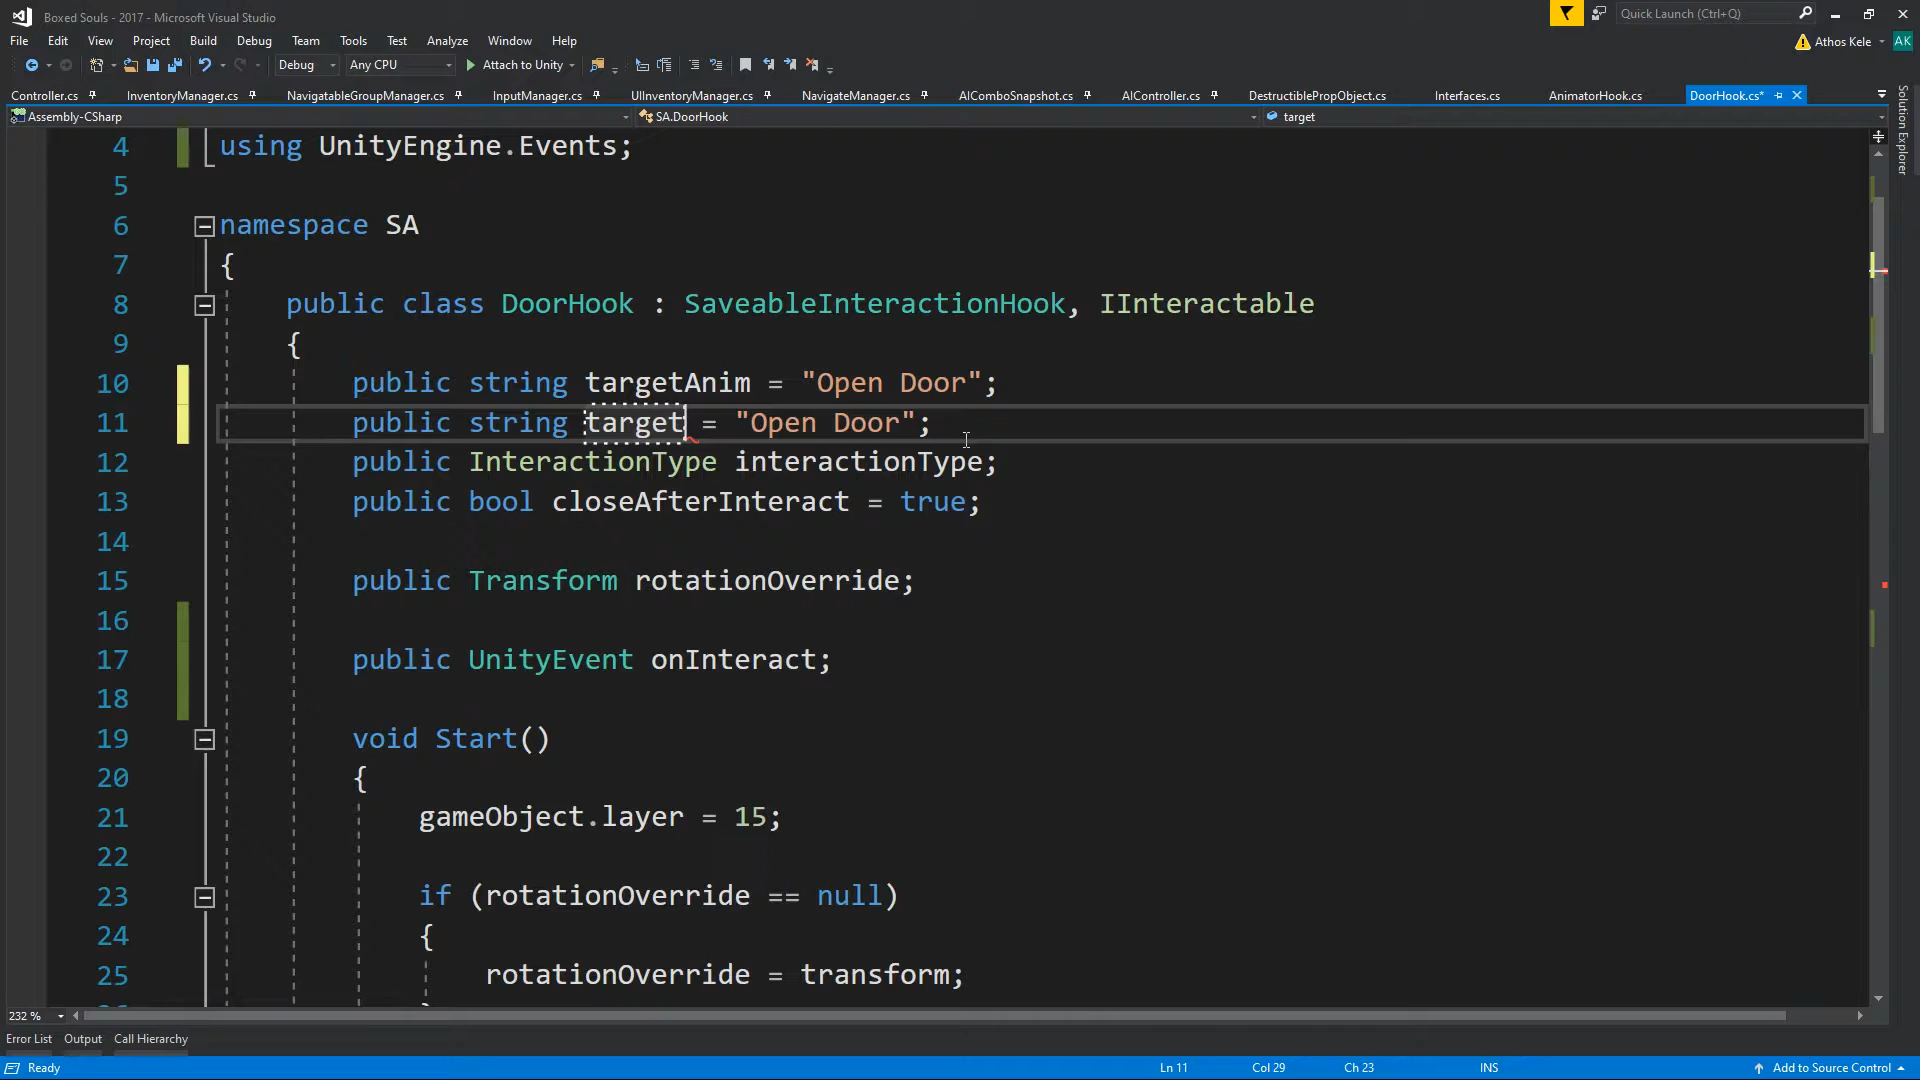 Boxed Souls - 2017 - Microsoft Visual Studio
Quick Launch (Ctrl+Q)
File Edit View Project Build Debug Team Tools Test Analyze Window Help
Athos Kele AK
Debug Any CPU Attach to Unity
Controller.cs InventoryManager.cs NavigatableGroupManager.cs InputManager.cs UIInventoryManager.cs NavigateManager.cs AIComboSnapshot.cs AIController.cs DestructiblePropObject.cs Interfaces.cs AnimatorHook.cs DoorHook.cs*
Solution Explorer
Assembly-CSharp SA.DoorHook target
4 using UnityEngine.Events;
5
6 namespace SA
7 {
8 public class DoorHook : SaveableInteractionHook, IInteractable
9 {
10 public string targetAnim = "Open Door";
11 public string target = "Open Door";
12 public InteractionType interactionType;
13 public bool closeAfterInteract = true;
14
15 public Transform rotationOverride;
16
17 public UnityEvent onInteract;
18
19 void Start()
20 {
21 gameObject.layer = 15;
22
23 if (rotationOverride == null)
24 {
25 rotationOverride = transform;
232 %
Error List Output Call Hierarchy
Ready Ln 11 Col 29 Ch 23 INS Add to Source Control